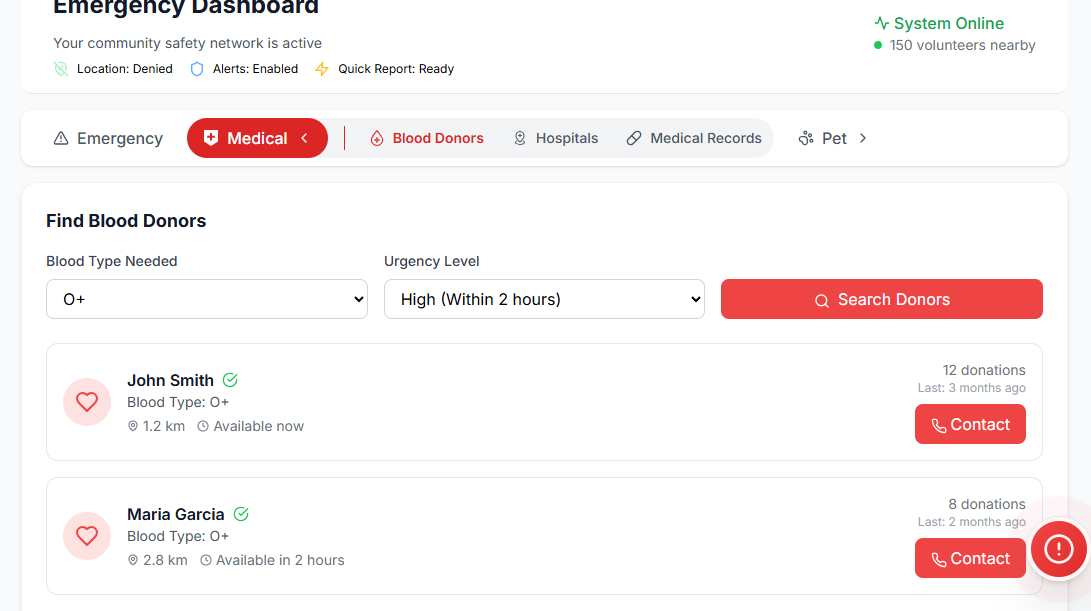 Emergency Dashboard
System Online
Your community safety network is active
150 volunteers nearby
Location: Denied Alerts: Enabled Quick Report: Ready
Emergency Medical Blood Donors Hospitals Medical Records Pet
Find Blood Donors
Blood Type Needed Urgency Level
O+ High (Within 2 hours) Search Donors
John Smith
12 donations
Blood Type: O+
Last: 3 months ago
1.2 km Available now
Contact
Maria Garcia
8 donations
Blood Type: O+
Last: 2 months ago
2.8 km Available in 2 hours
Contact